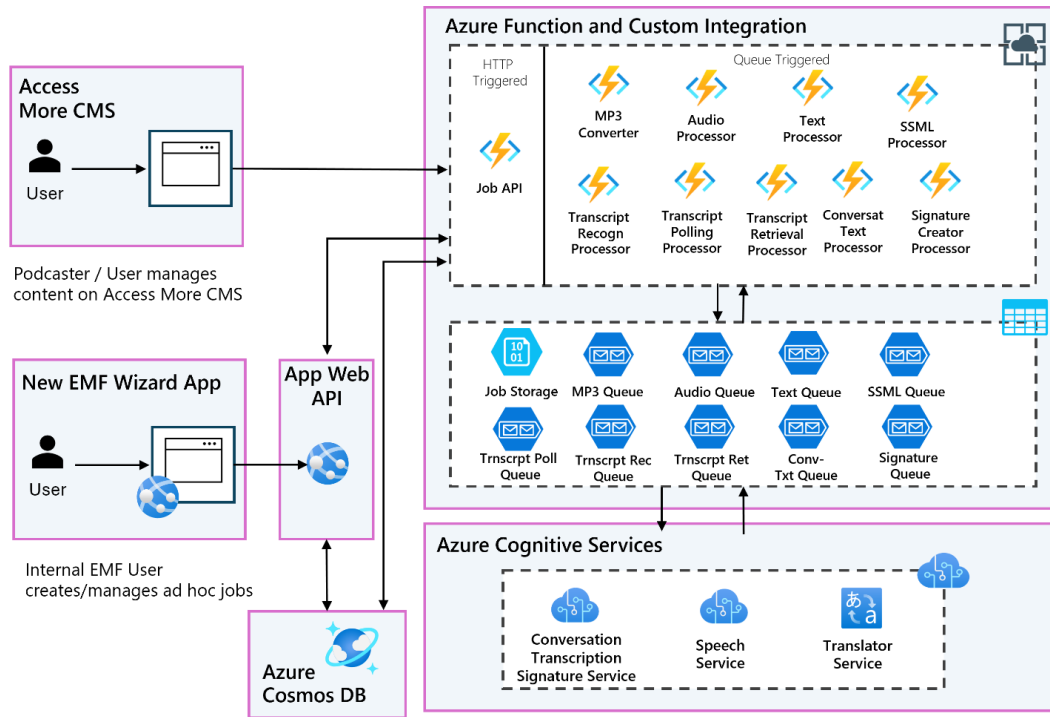 Access
More CMS
User
Podcaster / User manages
content on Access More CMS
New EMF Wizard App
User
Internal EMF User
creates/manages ad hoc jobs
App Web
API
Azure
Cosmos DB
Azure Function and Custom Integration
HTTP
Triggered
Job API
Queue Triggered
MP3
Converter
Audio
Processor
Text
Processor
SSML
Processor
Transcript
Recogn
Processor
Transcript
Polling
Processor
Transcript
Retrieval
Processor
Conversat
Text
Processor
Signature
Creator
Processor
10
01
Job Storage
MP3 Queue
Audio Queue
Text Queue
SSML Queue
Trnscrpt Poll
Queue
Trnscrpt Rec
Queue
Trnscrpt Ret
Queue
Conv-
Txt Queue
Signature
Queue
Azure Cognitive Services
Conversation
Transcription
Signature Service
Speech
Service
あ
a
Translator
Service